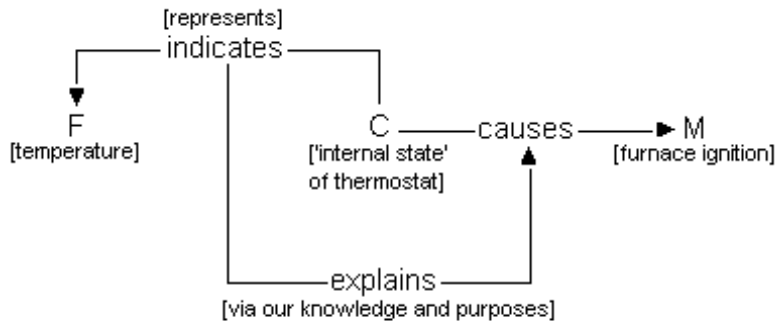 [represents]
indicates
F
C
causes
M
[temperature]
['internal state'
of thermostat]
[furnace ignition]
explains
[via our knowledge and purposes]